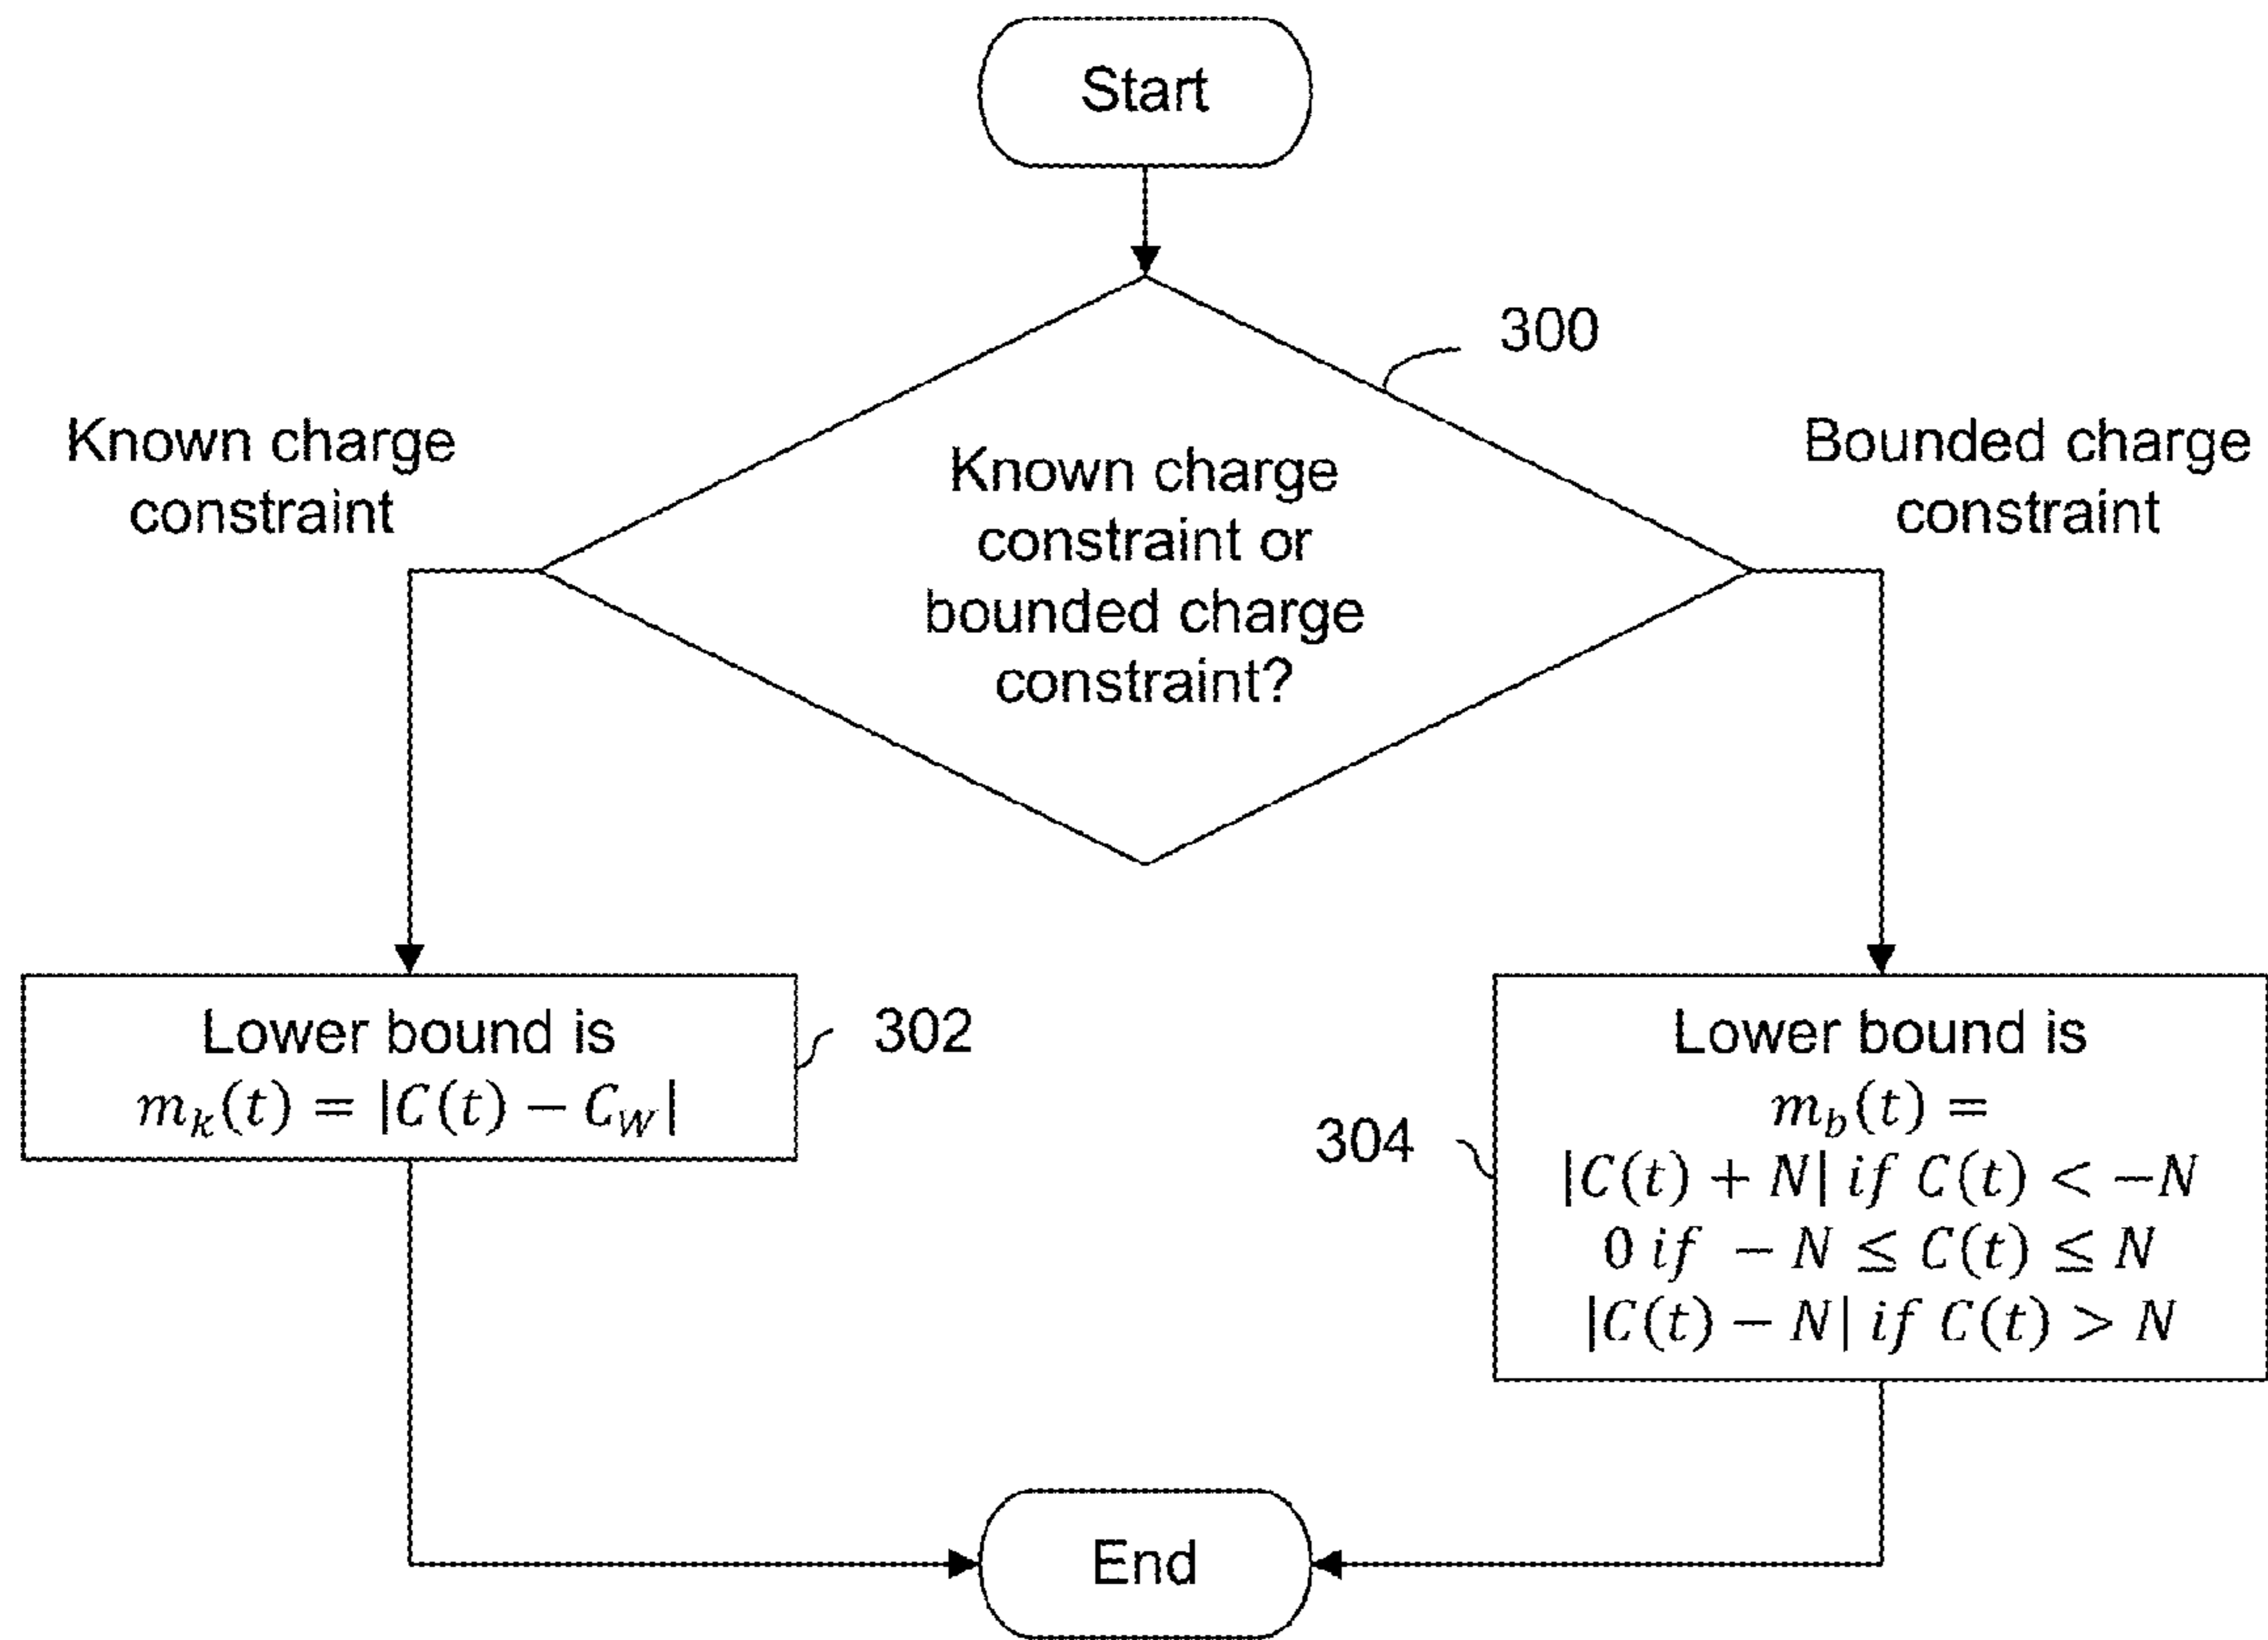 Start
300
Known charge
constraint
Known charge
constraint or
bounded charge
constraint?
Bounded charge
constraint
Lower bound is
m_k(t) = |C(t) − C_W|
302
304
Lower bound is
m_b(t) =
|C(t) + N| if C(t) < −N
0 if − N ≤ C(t) ≤ N
|C(t) − N| if C(t) > N
End